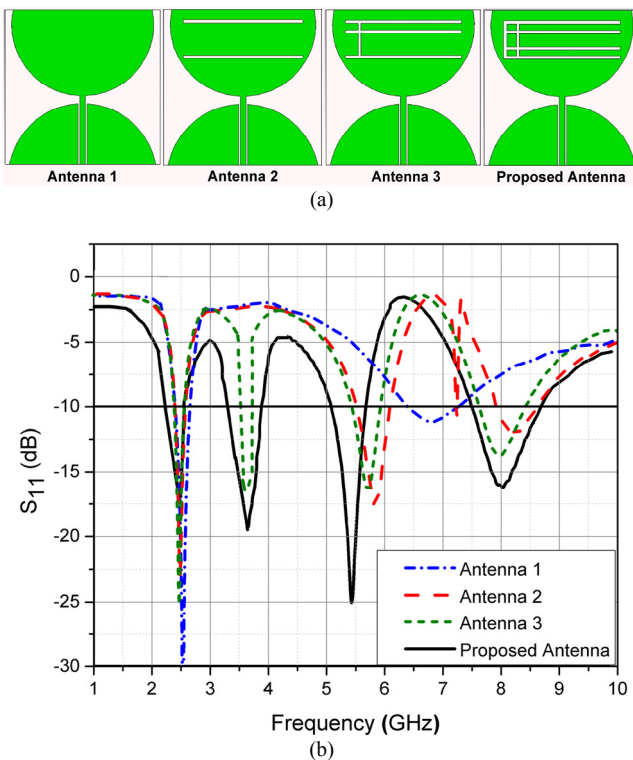 Antenna 1 Antenna 2 Antenna 3 Proposed Antenna
(a)
0
-5
-10
-15
-20
-25
-30
S11 (dB)
Antenna 1
Antenna 2
Antenna 3
Proposed Antenna
1 2 3 4 5 6 7 8 9 10
Frequency (GHz)
(b)